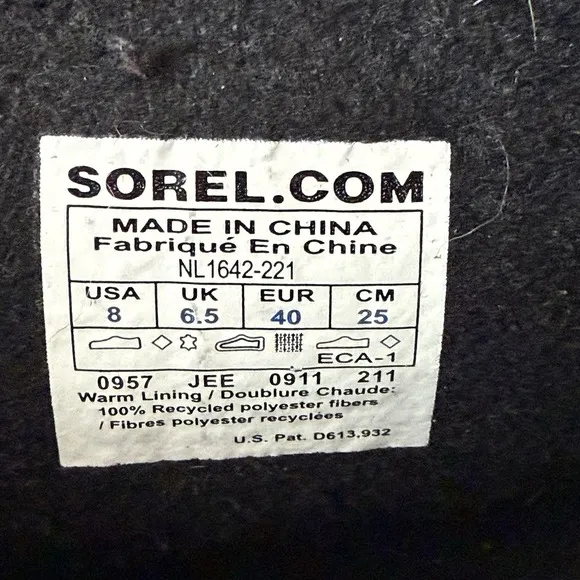 SOREL.COM
MADE IN CHINA
Fabriqué En Chine
NL1642-221
USA UK EUR CM
8 6.5 40 25
ECA-1
0957 JEE 0911 211
Warm Lining / Doublure Chaude:
100% Recycled polyester fibers
/ Fibres polyester recyclées
U.S. Pat. D613,932